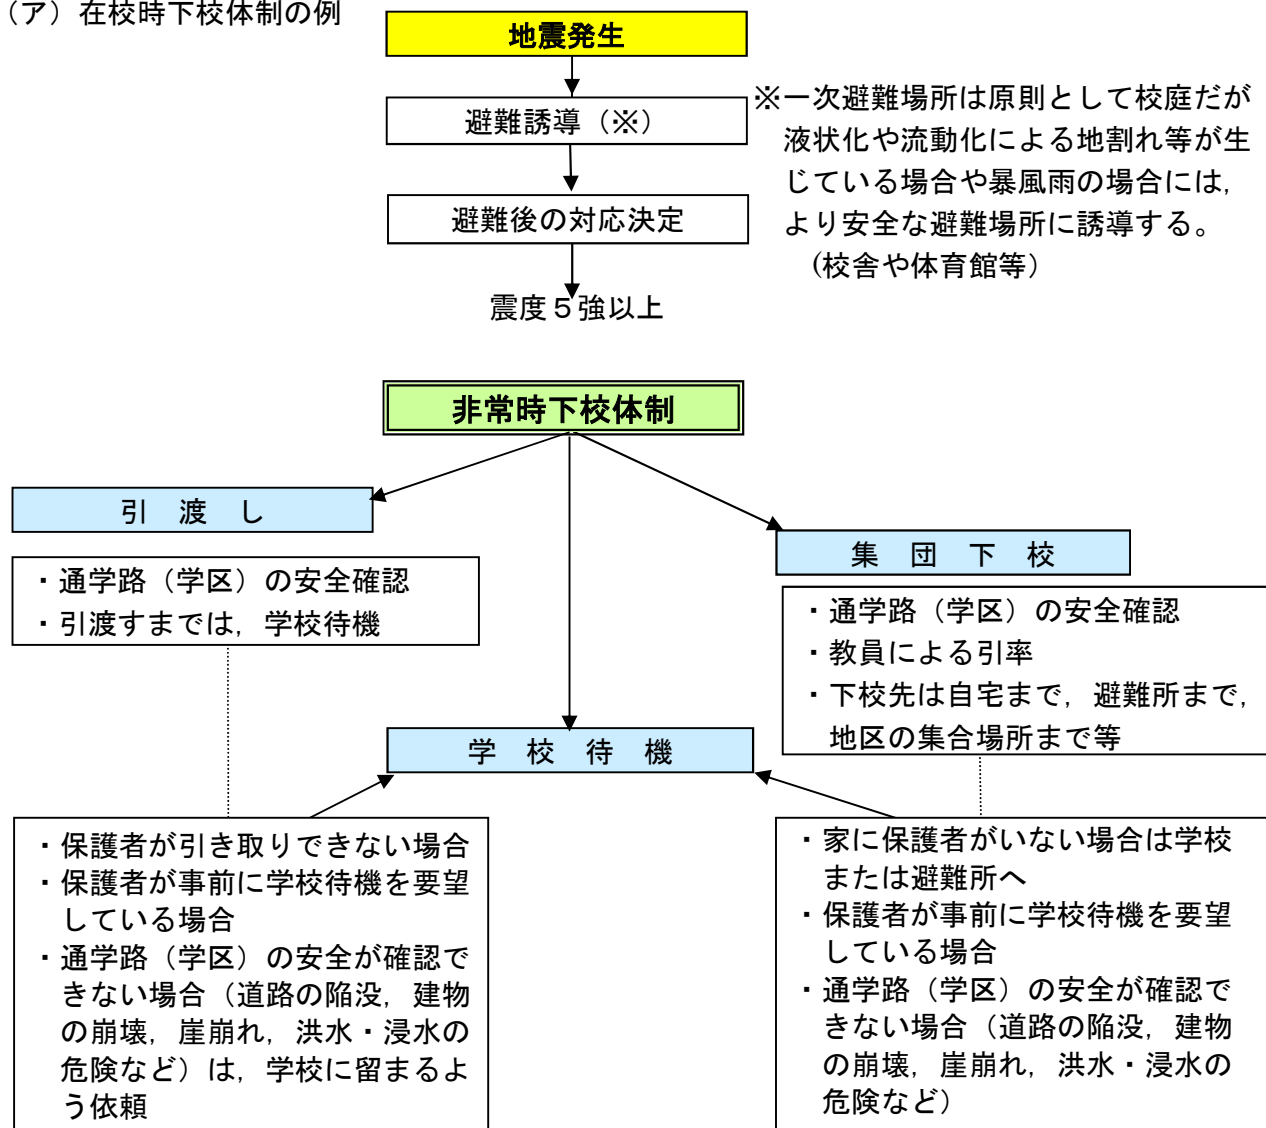 （ア）在校時下校体制の例
地震発生
避難誘導（※）
※一次避難場所は原則として校庭だが
液状化や流動化による地割れ等が生
じている場合や暴風雨の場合には，
より安全な避難場所に誘導する。
（校舎や体育館等）
避難後の対応決定
震度５強以上
非常時下校体制
引　渡　し
・通学路（学区）の安全確認
・引渡すまでは，学校待機
集　団　下　校
・通学路（学区）の安全確認
・教員による引率
・下校先は自宅まで，避難所まで，
地区の集合場所まで等
学　校　待　機
・保護者が引き取りできない場合
・保護者が事前に学校待機を要望
している場合
・通学路（学区）の安全が確認で
きない場合（道路の陥没，建物
の崩壊，崖崩れ，洪水・浸水の
危険など）は，学校に留まるよ
う依頼
・家に保護者がいない場合は学校
または避難所へ
・保護者が事前に学校待機を要望
している場合
・通学路（学区）の安全が確認で
きない場合（道路の陥没，建物
の崩壊，崖崩れ，洪水・浸水の
危険など）